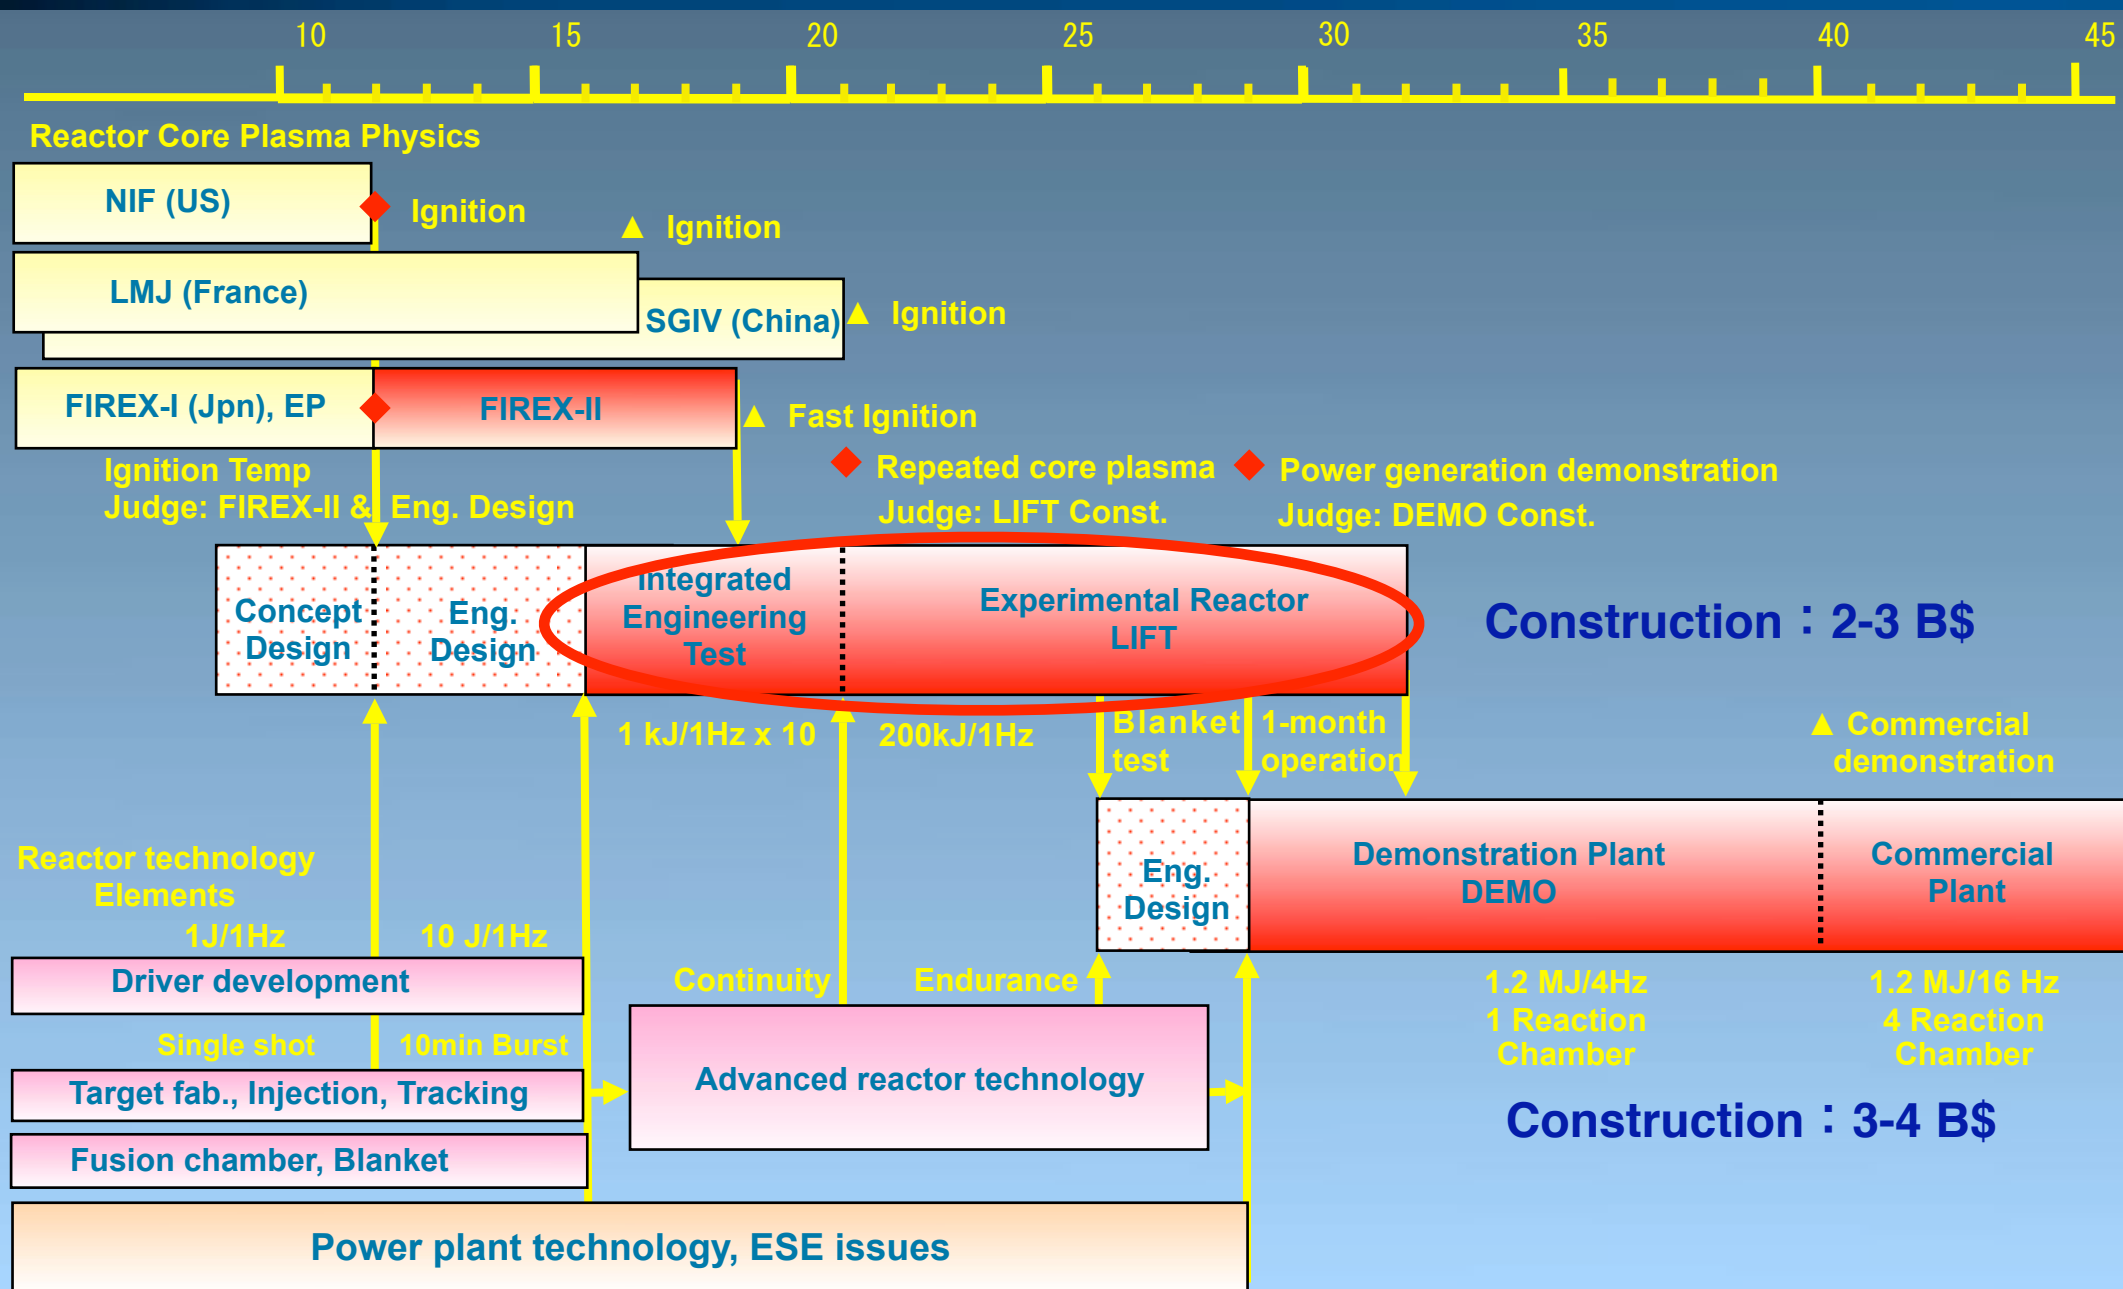 10 15 20 25 30 35 40 45
Reactor Core Plasma Physics
NIF (US)
Ignition
▲ Ignition
LMJ (France)
SGIV (China)
▲ Ignition
FIREX-I (Jpn), EP
FIREX-II
▲ Fast Ignition
Ignition Temp
Judge: FIREX-II & Eng. Design
Repeated core plasma
Judge: LIFT Const.
Power generation demonstration
Judge: DEMO Const.
Concept
Design
Eng.
Design
Integrated
Engineering
Test
Experimental Reactor
LIFT
Construction：2-3 B$
1 kJ/1Hz x 10
200kJ/1Hz
Blanket
test
1-month
operation
▲ Commercial
demonstration
Reactor technology
Elements
1J/1Hz
10 J/1Hz
Eng.
Design
Demonstration Plant
DEMO
Commercial
Plant
Driver development
Continuity
Endurance
1.2 MJ/4Hz
1 Reaction
Chamber
1.2 MJ/16 Hz
4 Reaction
Chamber
Single shot
10min Burst
Target fab., Injection, Tracking
Advanced reactor technology
Construction：3-4 B$
Fusion chamber, Blanket
Power plant technology, ESE issues